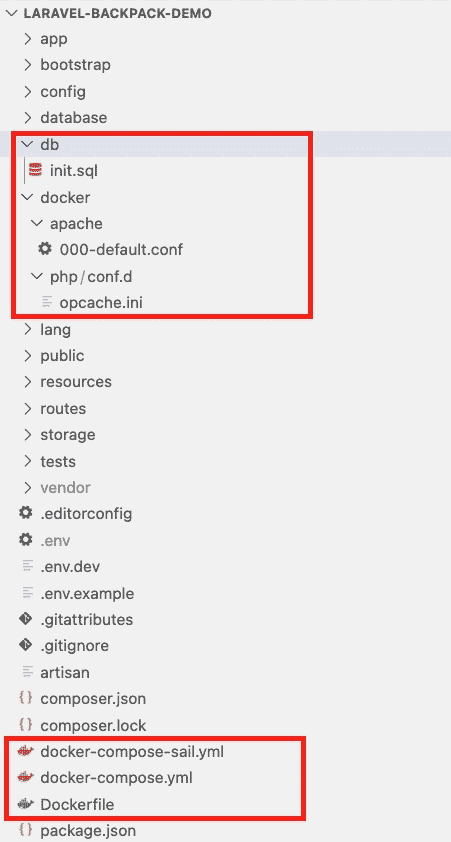 LARAVEL-BACKPACK-DEMO
app
bootstrap
config
database
db
init.sql
docker
apache
000-default.conf
php/conf.d
opcache.ini
lang
public
resources
routes
storage
tests
vendor
.editorconfig
.env
.env.dev
.env.example
.gitattributes
.gitignore
artisan
composer.json
composer.lock
docker-compose-sail.yml
docker-compose.yml
Dockerfile
package.json